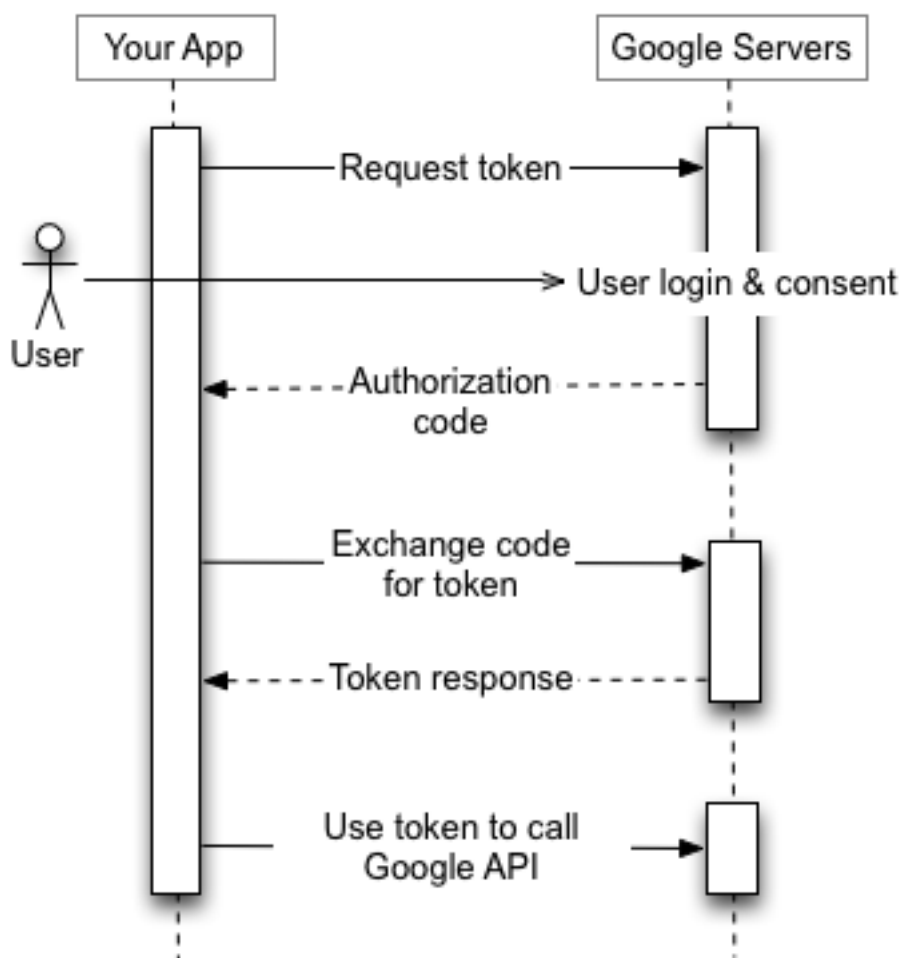 Your App
Google Servers
Request token
User login & consent
User
Authorization
code
Exchange code
for token
Token response
Use token to call
Google API